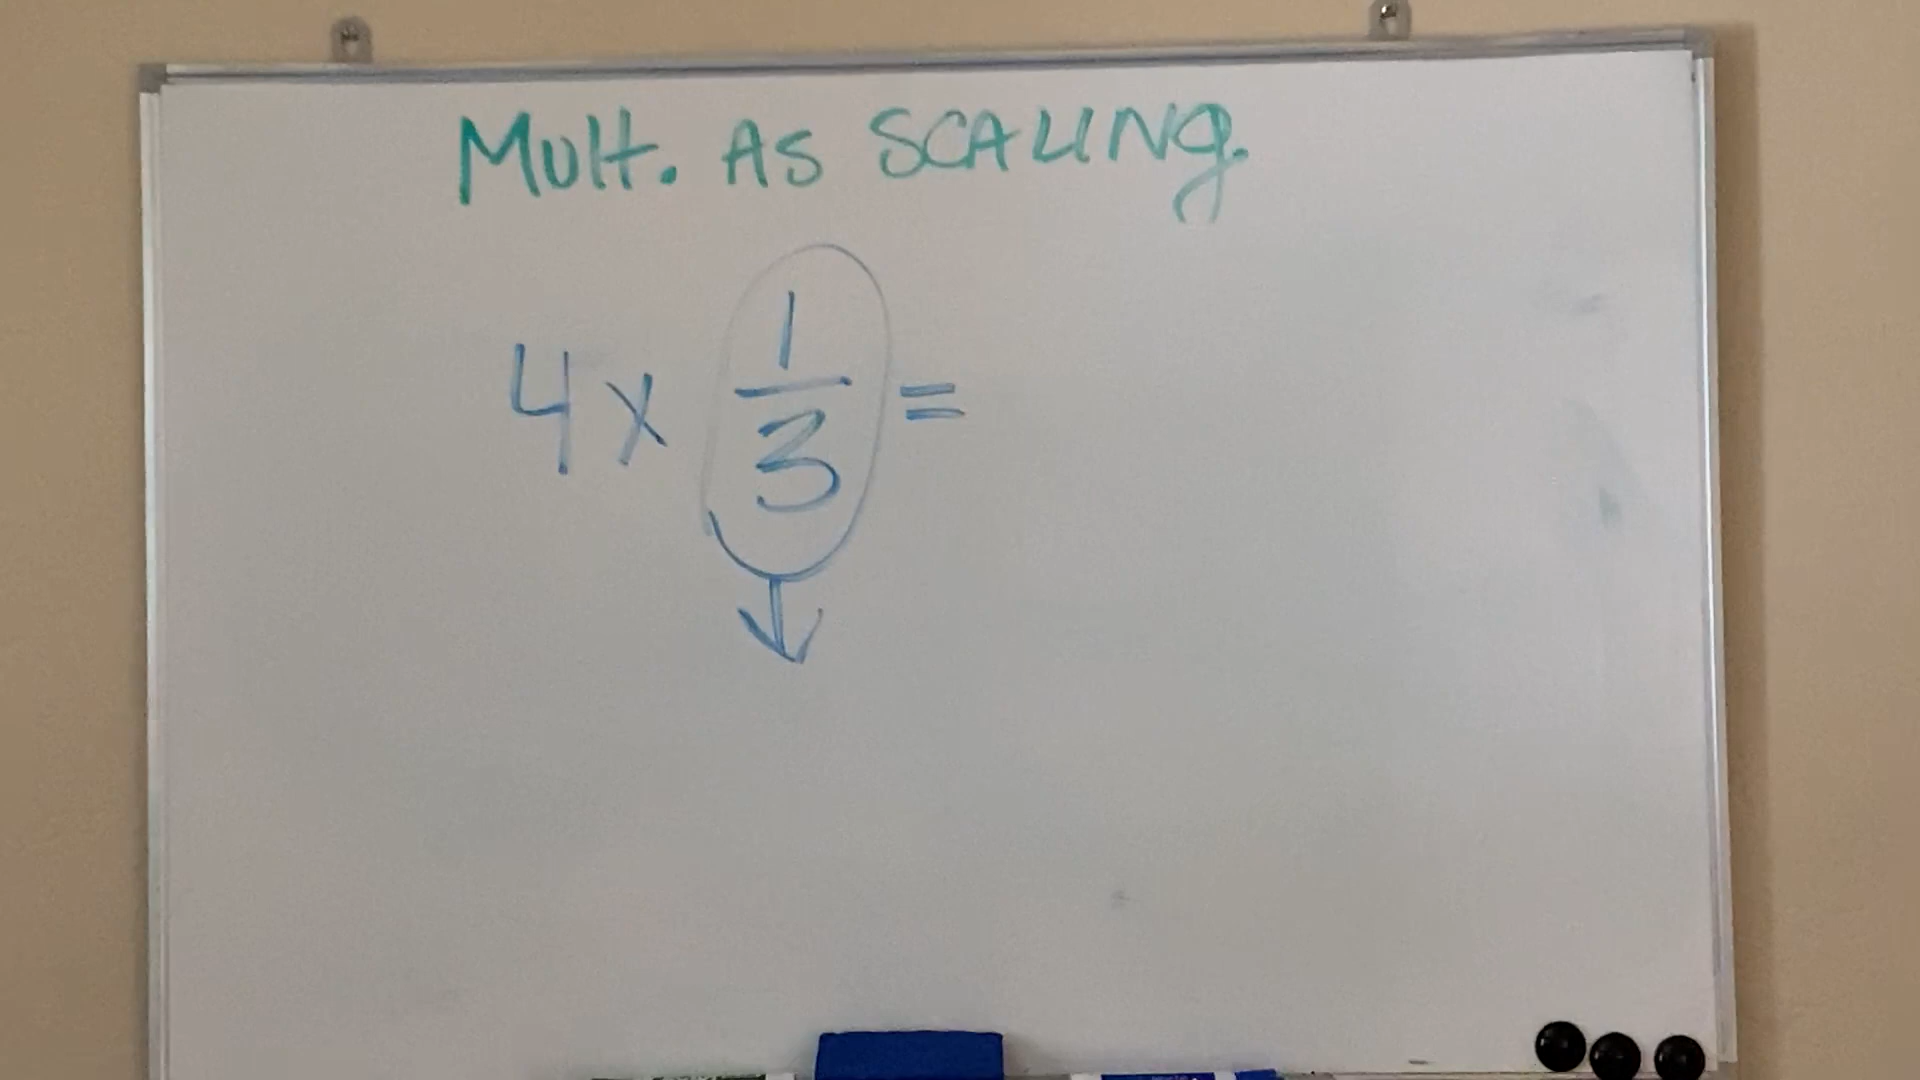 Mult. As SCALING.
4 x 1/3 =